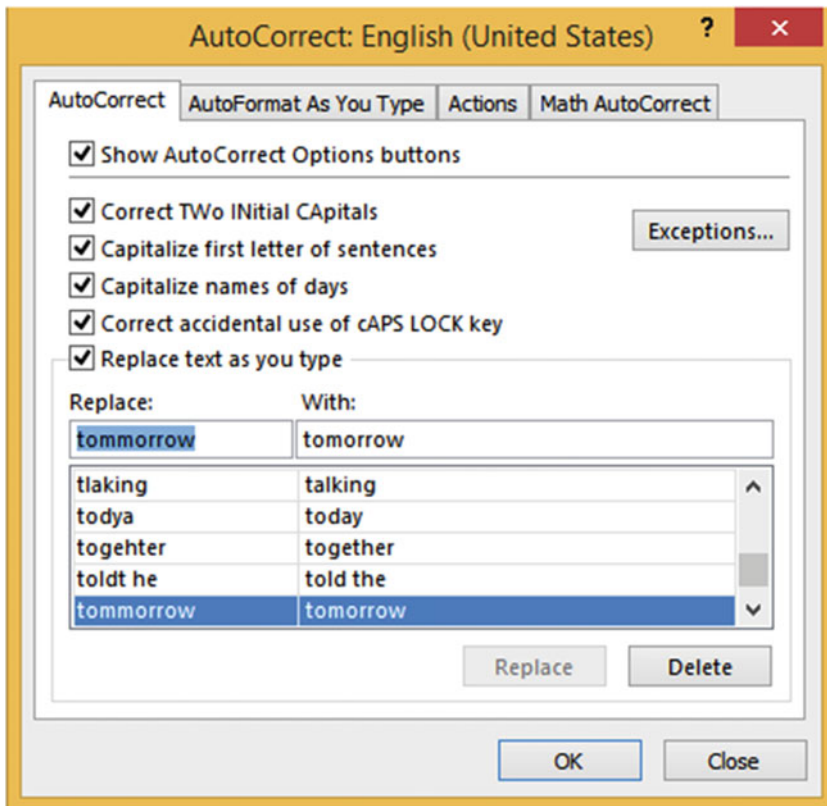 AutoCorrect: English (United States) ? ×
AutoCorrect AutoFormat As You Type Actions Math AutoCorrect
Show AutoCorrect Options buttons
Correct TWo INitial CApitals
Exceptions...
Capitalize first letter of sentences
Capitalize names of days
Correct accidental use of cAPS LOCK key
Replace text as you type
Replace: With:
tommorrow tomorrow
tlaking talking
todya today
togehter together
toldt he told the
tommorrow tomorrow
Replace Delete
OK Close